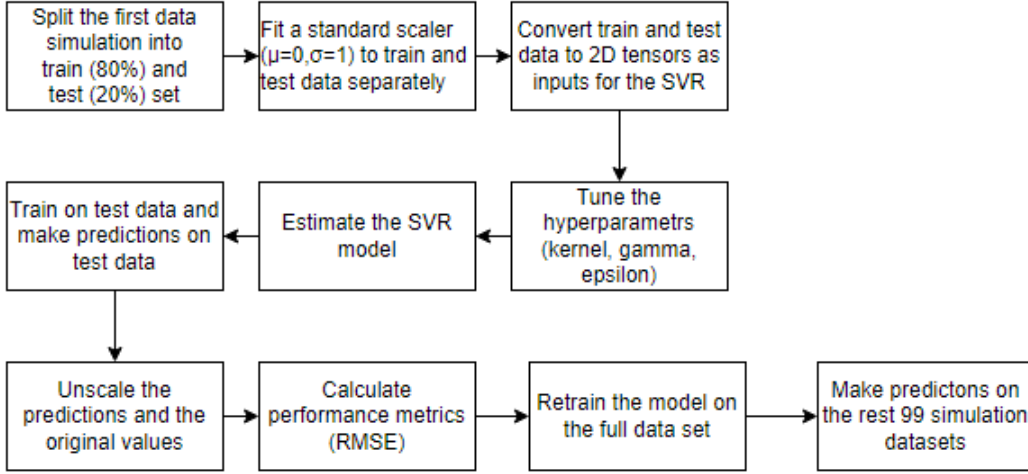 Split the first data
simulation into
train (80%) and
test (20%) set
Fit a standard scaler
(μ=0,σ=1) to train and
test data separately
Convert train and test
data to 2D tensors as
inputs for the SVR
Tune the
hyperparametrs
(kernel, gamma,
epsilon)
Estimate the SVR
model
Train on test data and
make predictions on
test data
Unscale the
predictions and the
original values
Calculate
performance metrics
(RMSE)
Retrain the model on
the full data set
Make predictons on
the rest 99 simulation
datasets